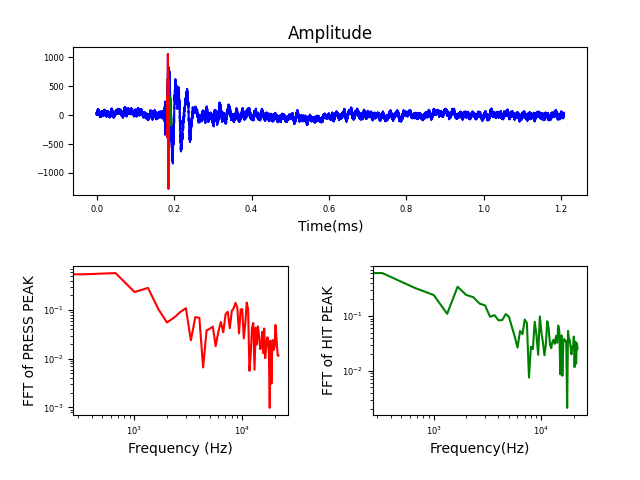 Amplitude
1000
500
0
−500
−1000
0.0 0.2 0.4 0.6 0.8 1.0 1.2
Time(ms)
FFT of PRESS PEAK
10⁻¹
10⁻²
10⁻³
10³ 10⁴
Frequency (Hz)
FFT of HIT PEAK
10⁻¹
10⁻²
10³ 10⁴
Frequency(Hz)